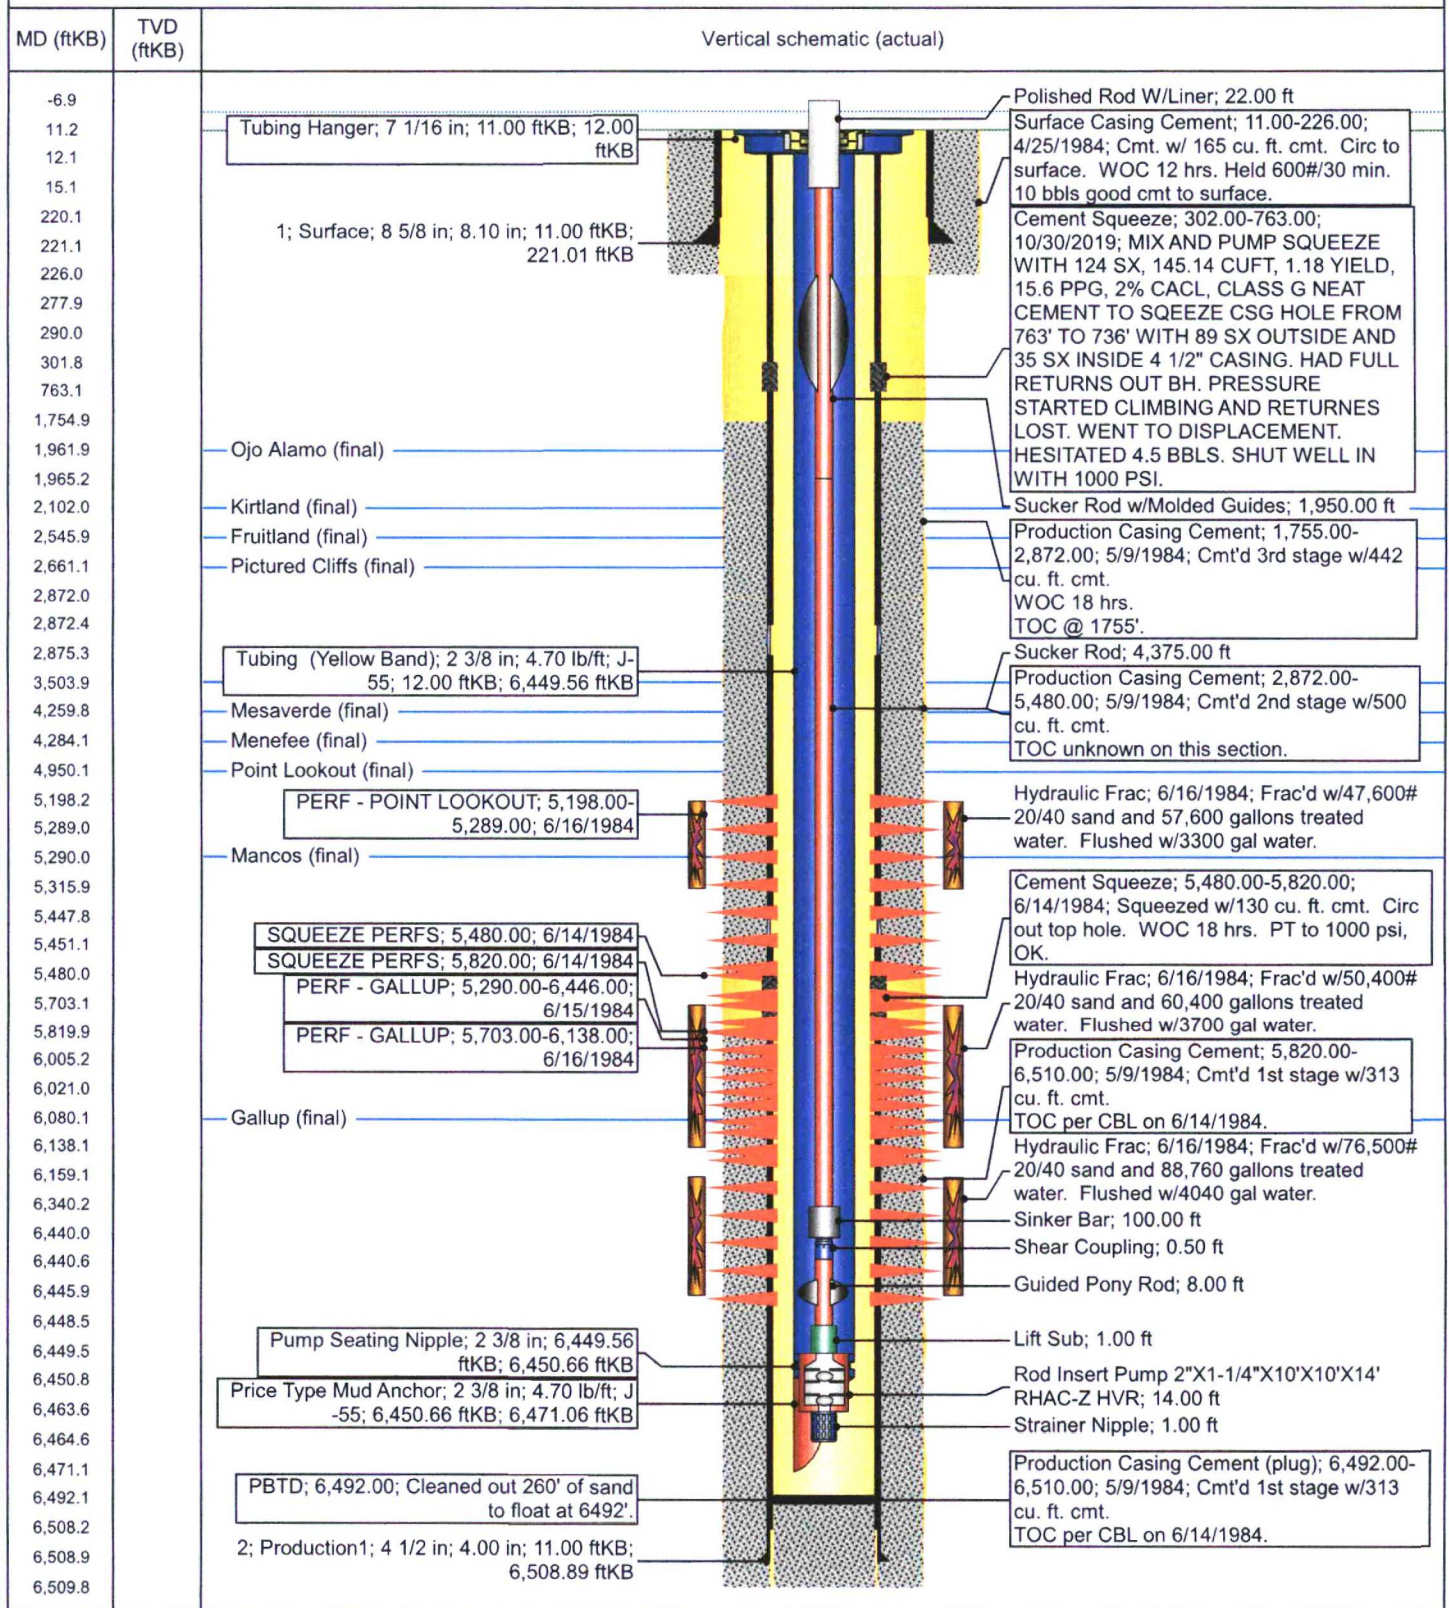 MD (ftKB)
TVD
(ftKB)
Vertical schematic (actual)
-6.9
11.2
12.1
15.1
220.1
221.1
226.0
277.9
290.0
301.8
763.1
1,754.9
1,961.9
1,965.2
2,102.0
2,545.9
2,661.1
2,872.0
2,872.4
2,875.3
3,503.9
4,259.8
4,284.1
4,950.1
5,198.2
5,289.0
5,290.0
5,315.9
5,447.8
5,451.1
5,480.0
5,703.1
5,819.9
6,005.2
6,021.0
6,080.1
6,138.1
6,159.1
6,340.2
6,440.0
6,440.6
6,445.9
6,448.5
6,449.5
6,450.8
6,463.6
6,464.6
6,471.1
6,492.1
6,508.2
6,508.9
6,509.8
Tubing Hanger; 7 1/16 in; 11.00 ftKB; 12.00
ftKB
1; Surface; 8 5/8 in; 8.10 in; 11.00 ftKB;
221.01 ftKB
Ojo Alamo (final)
Kirtland (final)
Fruitland (final)
Pictured Cliffs (final)
Tubing (Yellow Band); 2 3/8 in; 4.70 lb/ft; J-
55; 12.00 ftKB; 6,449.56 ftKB
Mesaverde (final)
Menefee (final)
Point Lookout (final)
PERF - POINT LOOKOUT; 5,198.00-
5,289.00; 6/16/1984
Mancos (final)
SQUEEZE PERFS; 5,480.00; 6/14/1984
SQUEEZE PERFS; 5,820.00; 6/14/1984
PERF - GALLUP; 5,290.00-6,446.00;
6/15/1984
PERF - GALLUP; 5,703.00-6,138.00;
6/16/1984
Gallup (final)
Pump Seating Nipple; 2 3/8 in; 6,449.56
ftKB; 6,450.66 ftKB
Price Type Mud Anchor; 2 3/8 in; 4.70 lb/ft; J
-55; 6,450.66 ftKB; 6,471.06 ftKB
PBTD; 6,492.00; Cleaned out 260' of sand
to float at 6492'.
2; Production1; 4 1/2 in; 4.00 in; 11.00 ftKB;
6,508.89 ftKB
Polished Rod W/Liner; 22.00 ft
Surface Casing Cement; 11.00-226.00;
4/25/1984; Cmt. w/ 165 cu. ft. cmt. Circ to
surface. WOC 12 hrs. Held 600#/30 min.
10 bbls good cmt to surface.
Cement Squeeze; 302.00-763.00;
10/30/2019; MIX AND PUMP SQUEEZE
WITH 124 SX, 145.14 CUFT, 1.18 YIELD,
15.6 PPG, 2% CACL, CLASS G NEAT
CEMENT TO SQEEZE CSG HOLE FROM
763' TO 736' WITH 89 SX OUTSIDE AND
35 SX INSIDE 4 1/2" CASING. HAD FULL
RETURNS OUT BH. PRESSURE
STARTED CLIMBING AND RETURNES
LOST. WENT TO DISPLACEMENT.
HESITATED 4.5 BBLS. SHUT WELL IN
WITH 1000 PSI.
Sucker Rod w/Molded Guides; 1,950.00 ft
Production Casing Cement; 1,755.00-
2,872.00; 5/9/1984; Cmt'd 3rd stage w/442
cu. ft. cmt.
WOC 18 hrs.
TOC @ 1755'.
Sucker Rod; 4,375.00 ft
Production Casing Cement; 2,872.00-
5,480.00; 5/9/1984; Cmt'd 2nd stage w/500
cu. ft. cmt.
TOC unknown on this section.
Hydraulic Frac; 6/16/1984; Frac'd w/47,600#
20/40 sand and 57,600 gallons treated
water. Flushed w/3300 gal water.
Cement Squeeze; 5,480.00-5,820.00;
6/14/1984; Squeezed w/130 cu. ft. cmt. Circ
out top hole. WOC 18 hrs. PT to 1000 psi,
OK.
Hydraulic Frac; 6/16/1984; Frac'd w/50,400#
20/40 sand and 60,400 gallons treated
water. Flushed w/3700 gal water.
Production Casing Cement; 5,820.00-
6,510.00; 5/9/1984; Cmt'd 1st stage w/313
cu. ft. cmt.
TOC per CBL on 6/14/1984.
Hydraulic Frac; 6/16/1984; Frac'd w/76,500#
20/40 sand and 88,760 gallons treated
water. Flushed w/4040 gal water.
Sinker Bar; 100.00 ft
Shear Coupling; 0.50 ft
Guided Pony Rod; 8.00 ft
Lift Sub; 1.00 ft
Rod Insert Pump 2"X1-1/4"X10'X10'X14'
RHAC-Z HVR; 14.00 ft
Strainer Nipple; 1.00 ft
Production Casing Cement (plug); 6,492.00-
6,510.00; 5/9/1984; Cmt'd 1st stage w/313
cu. ft. cmt.
TOC per CBL on 6/14/1984.